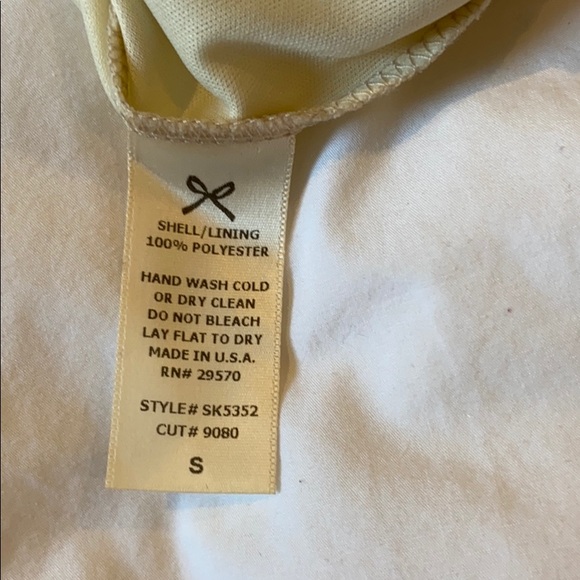 SHELL/LINING
100% POLYESTER
HAND WASH COLD
OR DRY CLEAN
DO NOT BLEACH
LAY FLAT TO DRY
MADE IN U.S.A.
RN# 29570
STYLE# SK5352
CUT# 9080
S